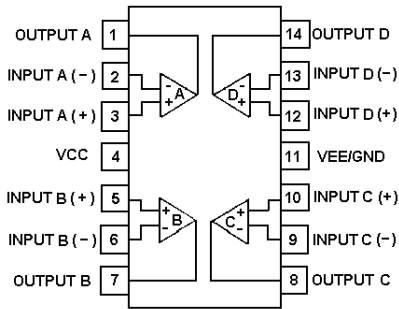 OUTPUT A 1 14 OUTPUT D
INPUT A (-) 2 - - 13 INPUT D (-)
A D
INPUT A (+) 3 + + 12 INPUT D (+)
VCC 4 11 VEE/GND
INPUT B (+) 5 + + 10 INPUT C (+)
B C
INPUT B (-) 6 - - 9 INPUT C (-)
OUTPUT B 7 8 OUTPUT C